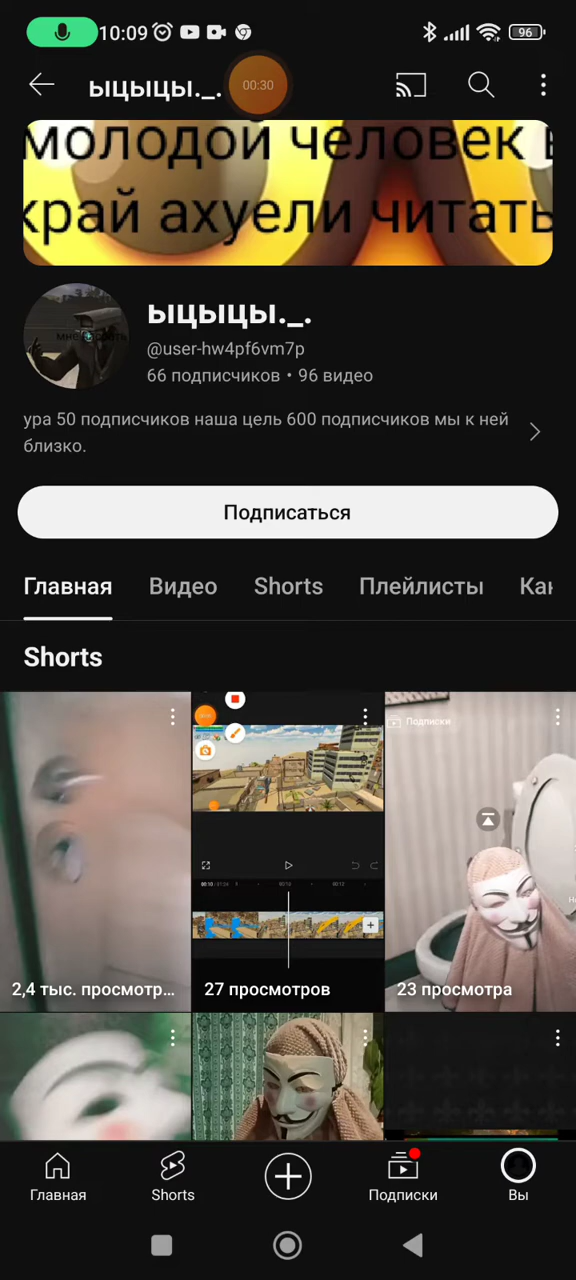 10:09
96
ыцыцы._.
00:30
молодой человек в
край ахуели читать
ыцыцы._.
@user-hw4pf6vm7p
66 подписчиков • 96 видео
ура 50 подписчиков наша цель 600 подписчиков мы к ней
близко.
Подписаться
Главная Видео Shorts Плейлисты Кан
Shorts
Подписки
2,4 тыс. просмотр...
27 просмотров
23 просмотра
Главная
Shorts
Подписки
Вы